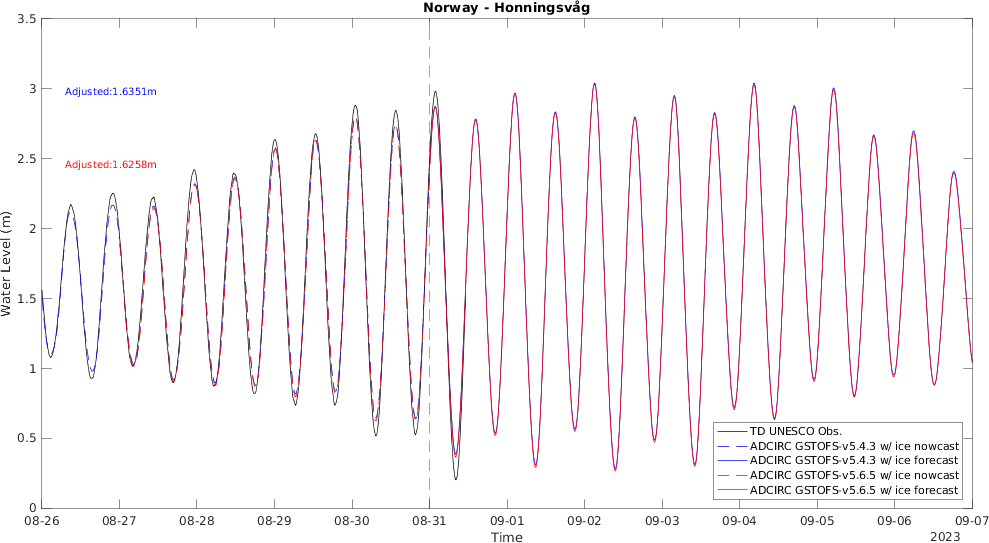 Norway - Honningsvåg
3.5
3
2.5
2
1.5
1
0.5
0
Water Level (m)
Adjusted:1.6351m
Adjusted:1.6258m
TD UNESCO Obs.
ADCIRC GSTOFS-v5.4.3 w/ ice nowcast
ADCIRC GSTOFS-v5.4.3 w/ ice forecast
ADCIRC GSTOFS-v5.6.5 w/ ice nowcast
ADCIRC GSTOFS-v5.6.5 w/ ice forecast
08-26 08-27 08-28 08-29 08-30 08-31 09-01 09-02 09-03 09-04 09-05 09-06 09-07
Time
2023